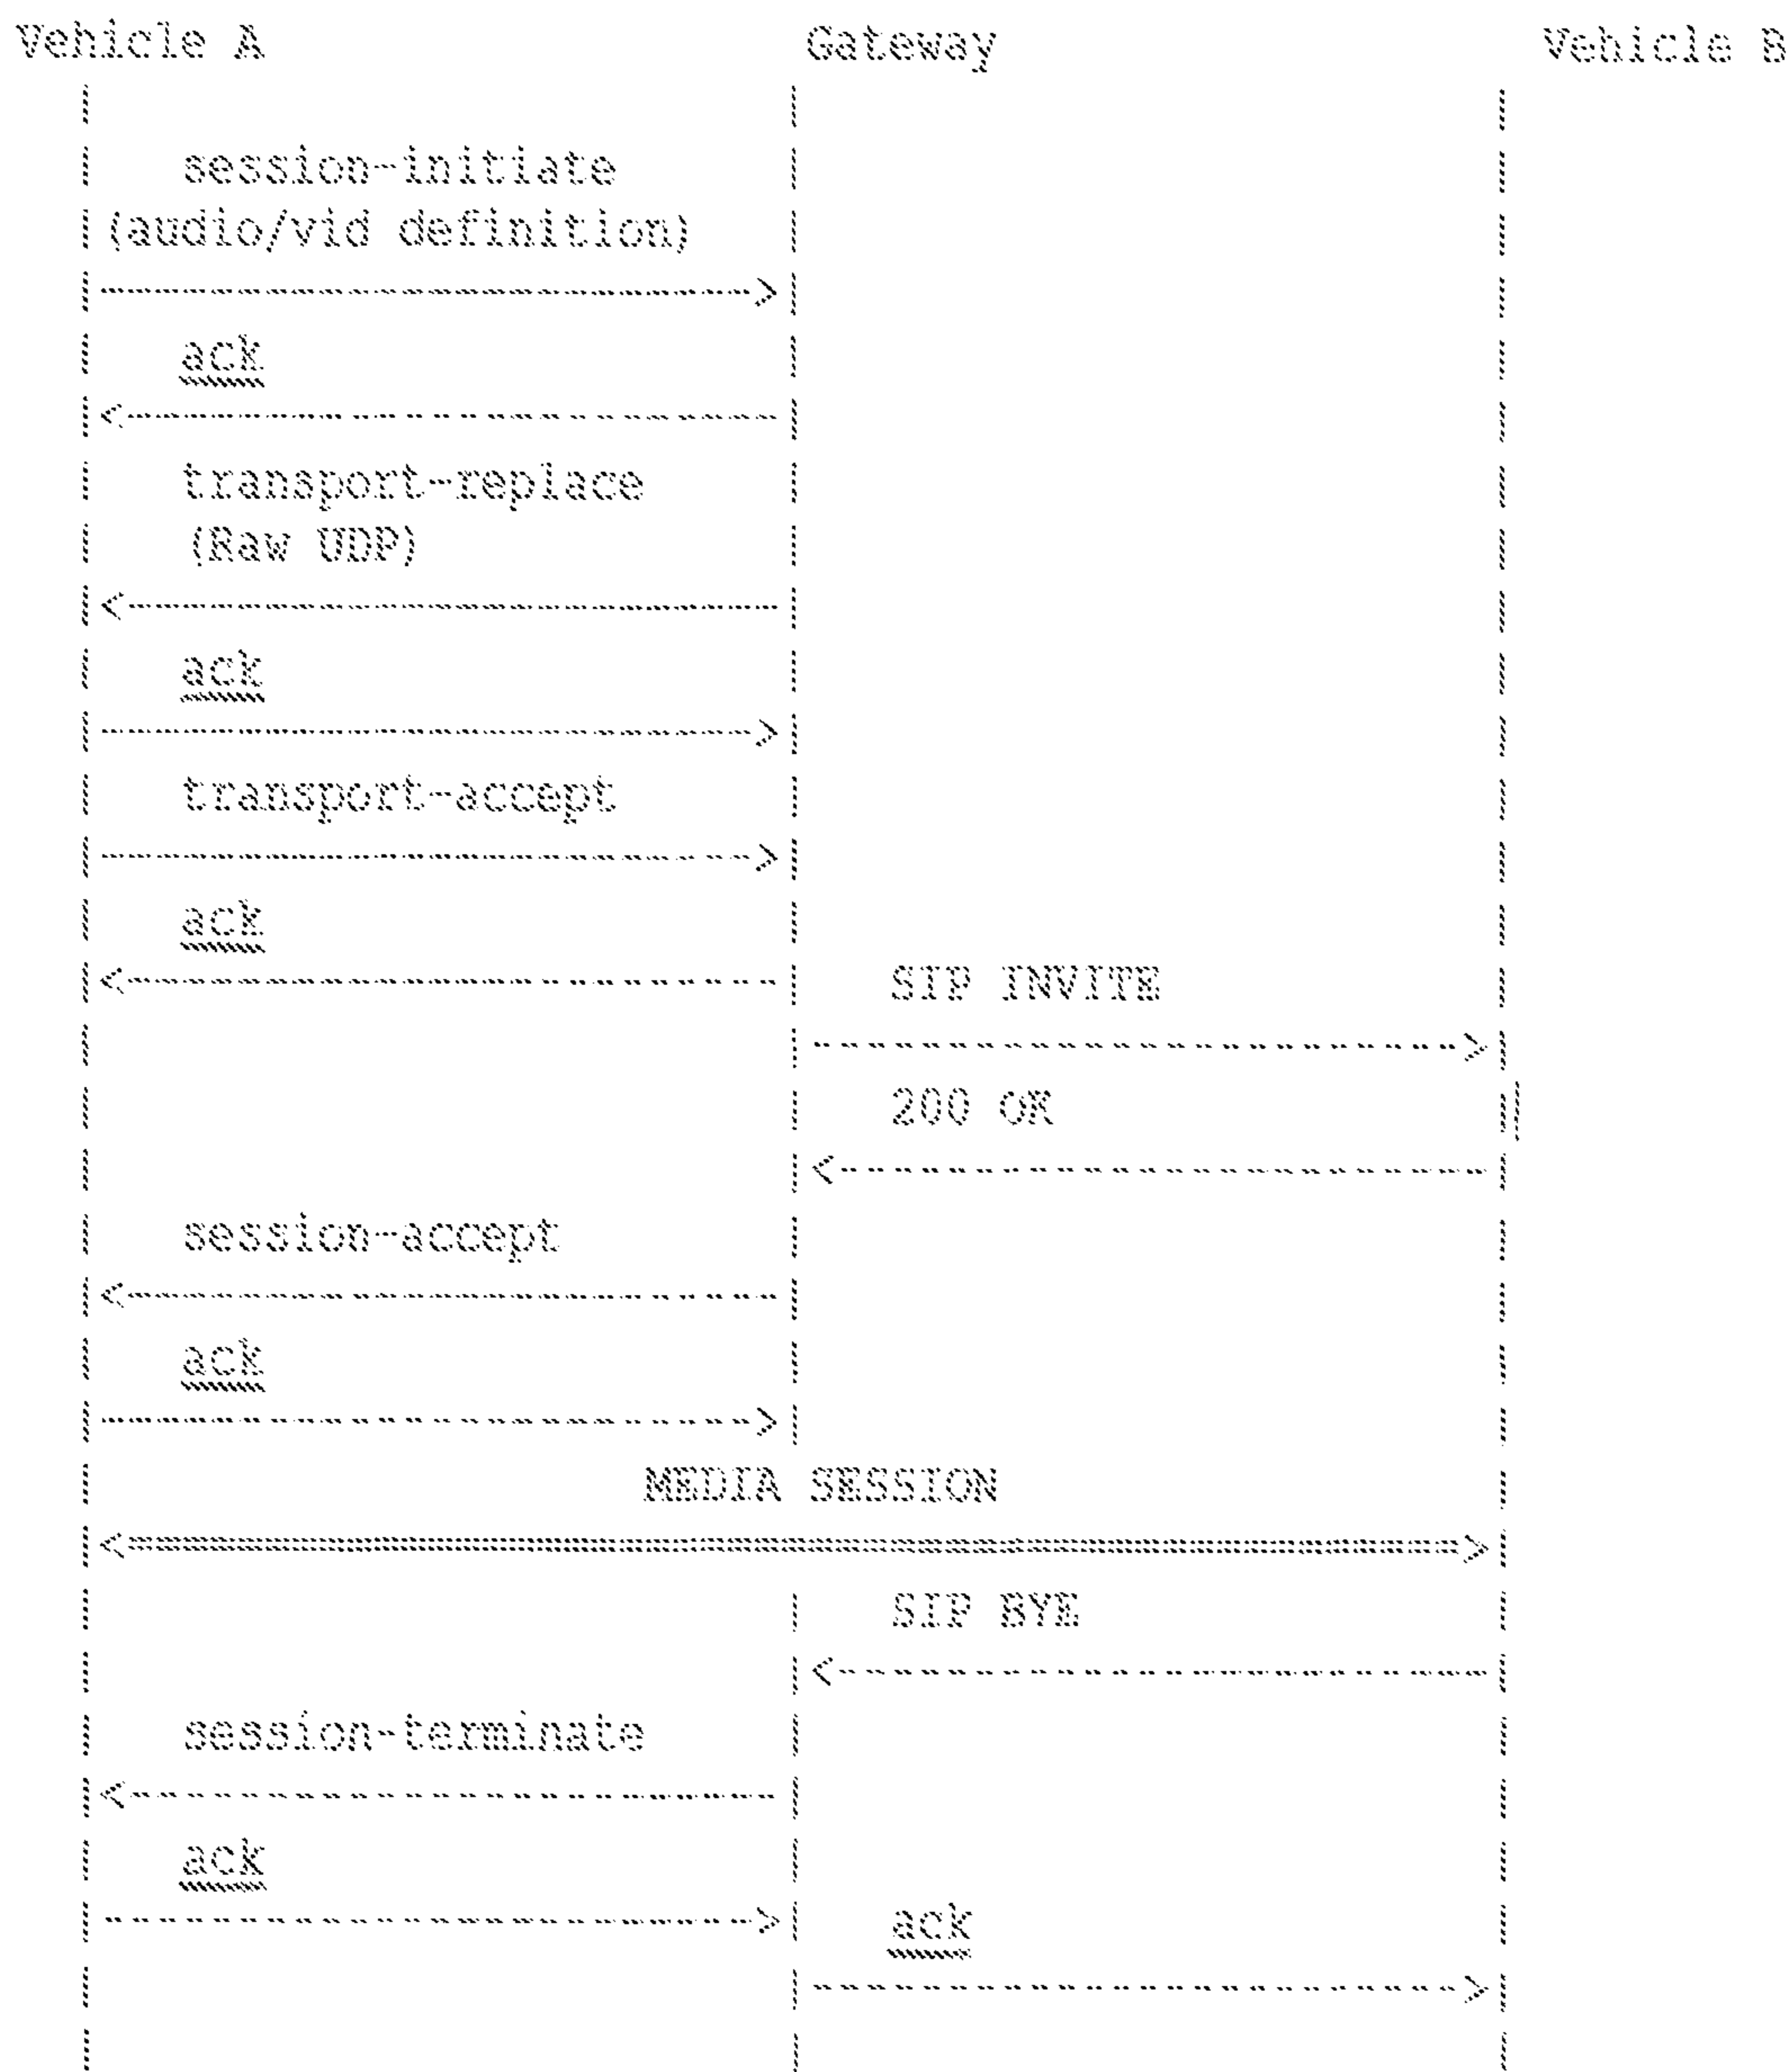 Vehicle A Gateway Vehicle B
session-initiate
(audio/vid definition)
ack
transport-replace
(Raw UDP)
ack
transport-accept
ack
SIP INVITE
200 OK
session-accept
ack
MEDIA SESSION
SIP BYE
session-terminate
ack
ack